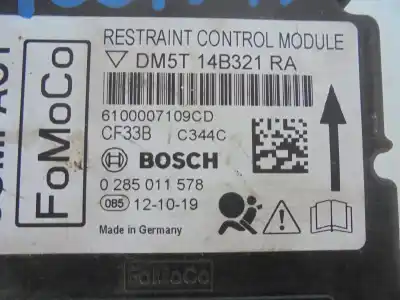 RESTRAINT CONTROL MODULE
DM5T 14B321 RA
6100007109CD
CF33B C344C
BOSCH
0 285 011 578
085 12-10-19
Made in Germany
FoMoCo
FoMoCo